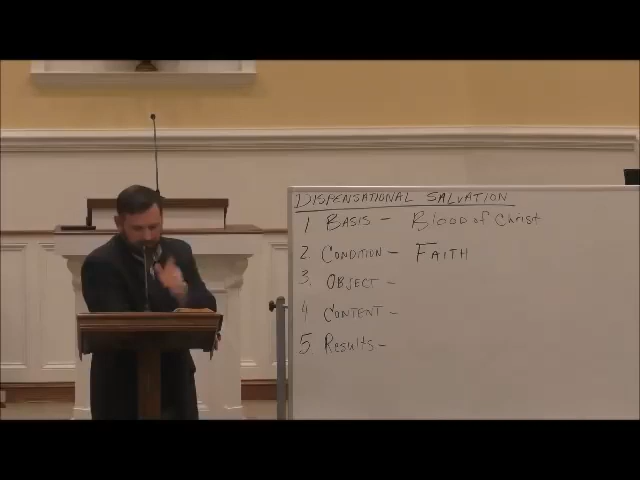 DISPENSATIONAL SALVATION
1 BASIS - Blood of Christ
2. CONDITION - FAITH
3. OBJECT -
4 CONTENT -
5 Results -